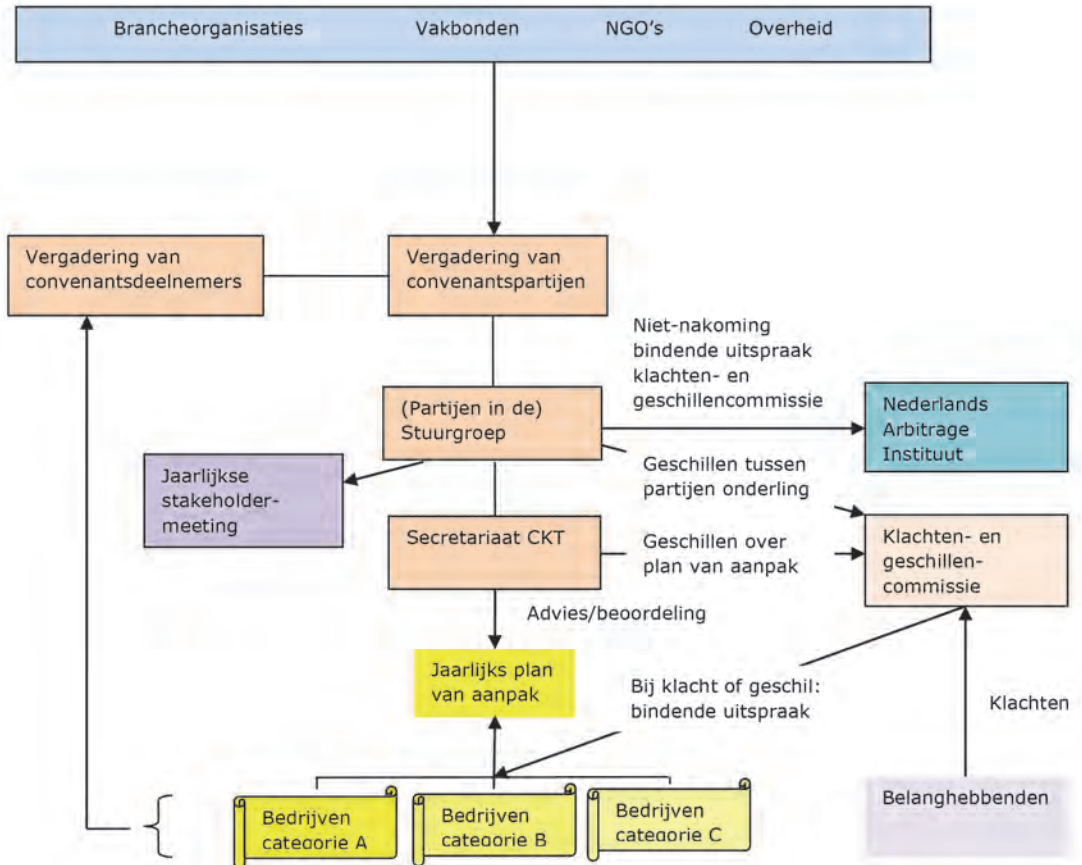 Brancheorganisaties Vakbonden NGO's Overheid
Vergadering van
convenantsdeelnemers
Vergadering van
convenantspartijen
Niet-nakoming
bindende uitspraak
klachten- en
geschillencommissie
(Partijen in de)
Stuurgroep
Nederlands
Arbitrage
Instituut
Jaarlijkse
stakeholder-
meeting
Geschillen tussen
partijen onderling
Secretariaat CKT
Geschillen over
plan van aanpak
Klachten- en
geschillen-
commissie
Advies/beoordeling
Jaarlijks plan
van aanpak
Bij klacht of geschil:
bindende uitspraak
Klachten
Bedrijven
categorie A
Bedrijven
categorie B
Bedrijven
categorie C
Belanghebbenden